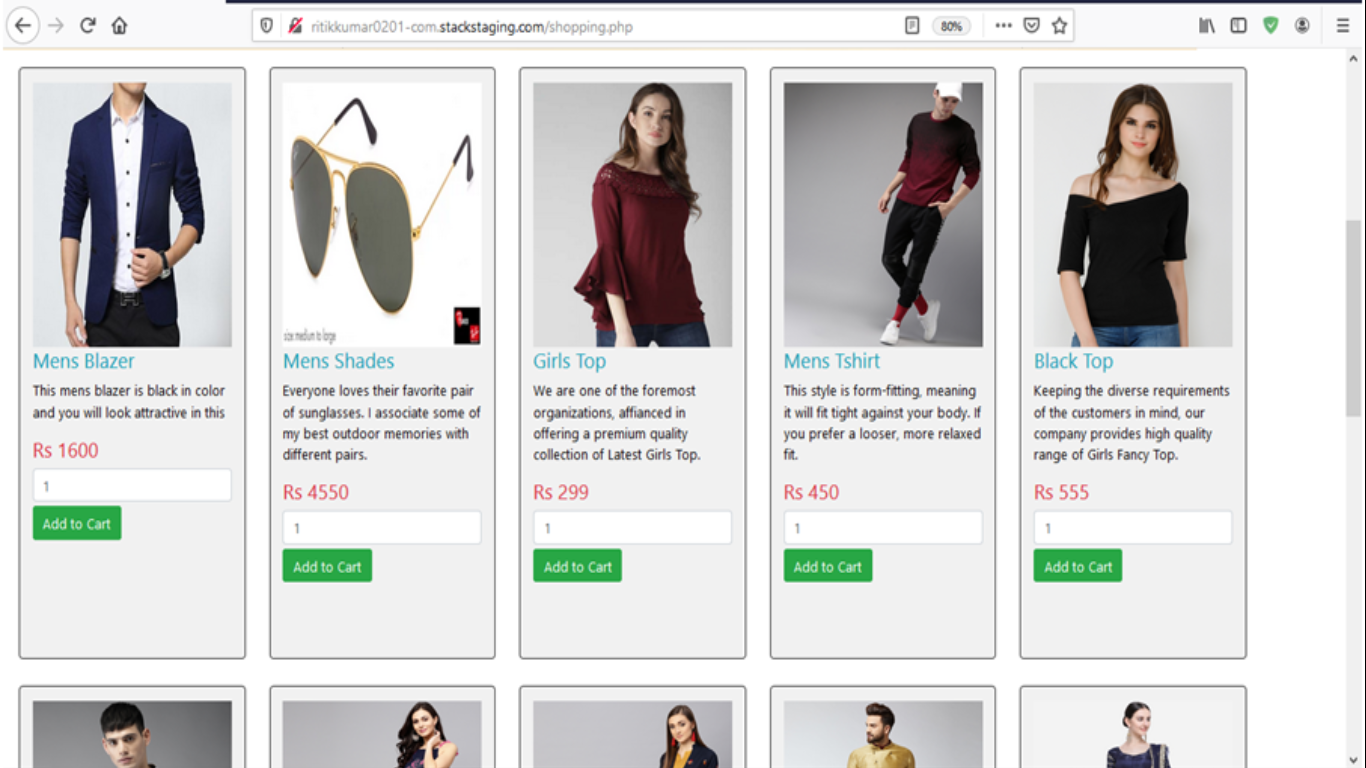 ritikkumar0201-com.stackstaging.com/shopping.php
80%
size medium to large
Mens Blazer
This mens blazer is black in color
and you will look attractive in this
Rs 1600
1
Add to Cart
Mens Shades
Everyone loves their favorite pair
of sunglasses. I associate some of
my best outdoor memories with
different pairs.
Rs 4550
1
Add to Cart
Girls Top
We are one of the foremost
organizations, affianced in
offering a premium quality
collection of Latest Girls Top.
Rs 299
1
Add to Cart
Mens Tshirt
This style is form-fitting, meaning
it will fit tight against your body. If
you prefer a looser, more relaxed
fit.
Rs 450
1
Add to Cart
Black Top
Keeping the diverse requirements
of the customers in mind, our
company provides high quality
range of Girls Fancy Top.
Rs 555
1
Add to Cart